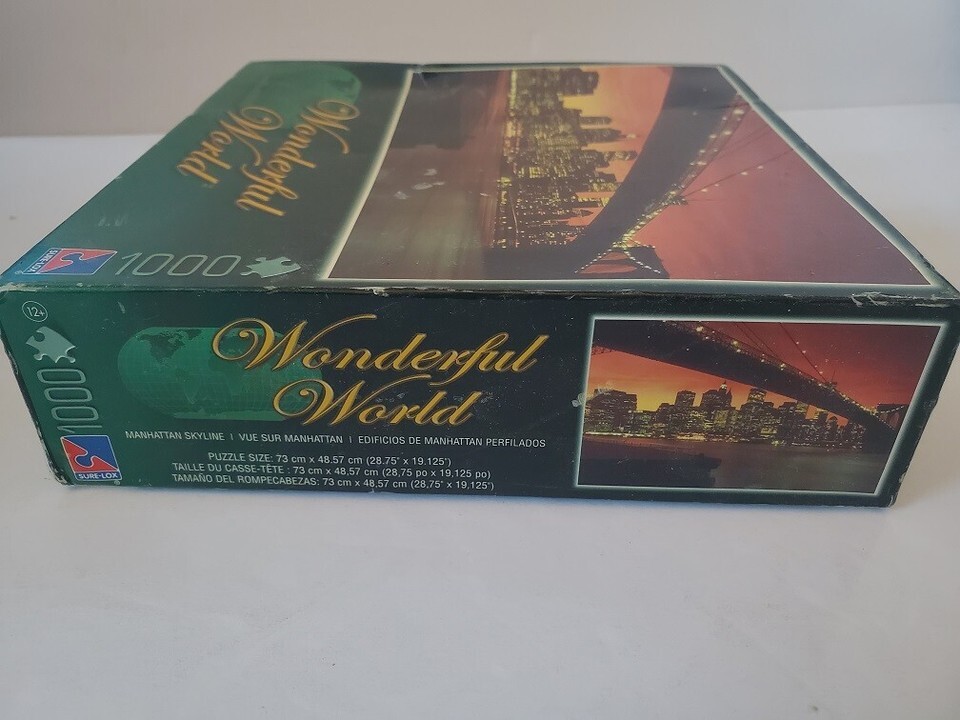 Wonderful
World
SURE-LOX
1000
12+
1000
SURE-LOX
Wonderful
World
MANHATTAN SKYLINE I VUE SUR MANHATTAN I EDIFICIOS DE MANHATTAN PERFILADOS
PUZZLE SIZE: 73 cm x 48.57 cm (28.75" x 19.125")
TAILLE DU CASSE-TÊTE : 73 cm x 48,57 cm (28,75 po x 19,125 po)
TAMAÑO DEL ROMPECABEZAS: 73 cm x 48,57 cm (28,75" x 19,125")